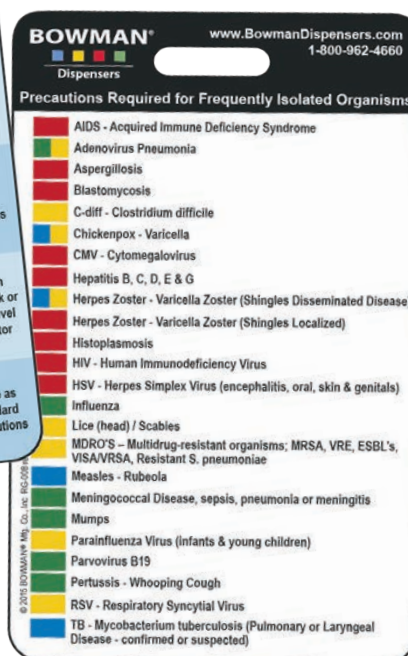 BOWMAN®
Dispensers
www.BowmanDispensers.com
1-800-962-4660
Precautions Required for Frequently Isolated Organisms
AIDS - Acquired Immune Deficiency Syndrome
Adenovirus Pneumonia
Aspergillosis
Blastomycosis
C-diff - Clostridium difficile
Chickenpox - Varicella
CMV - Cytomegalovirus
Hepatitis B, C, D, E & G
Herpes Zoster - Varicella Zoster (Shingles Disseminated Disease
Herpes Zoster - Varicella Zoster (Shingles Localized)
Histoplasmosis
HIV - Human Immunodeficiency Virus
HSV - Herpes Simplex Virus (encephalitis, oral, skin & genitals)
Influenza
Lice (head) / Scabies
MDRO'S – Multidrug-resistant organisms; MRSA, VRE, ESBL's,
VISA/VRSA, Resistant S. pneumoniae
Measles - Rubeola
Meningococcal Disease, sepsis, pneumonia or meningitis
Mumps
Parainfluenza Virus (infants & young children)
Parvovirus B19
Pertussis - Whooping Cough
RSV - Respiratory Syncytial Virus
TB - Mycobacterium tuberculosis (Pulmonary or Laryngeal
Disease - confirmed or suspected)
© 2015 BOWMAN® Mfg. Co., Inc
or
as